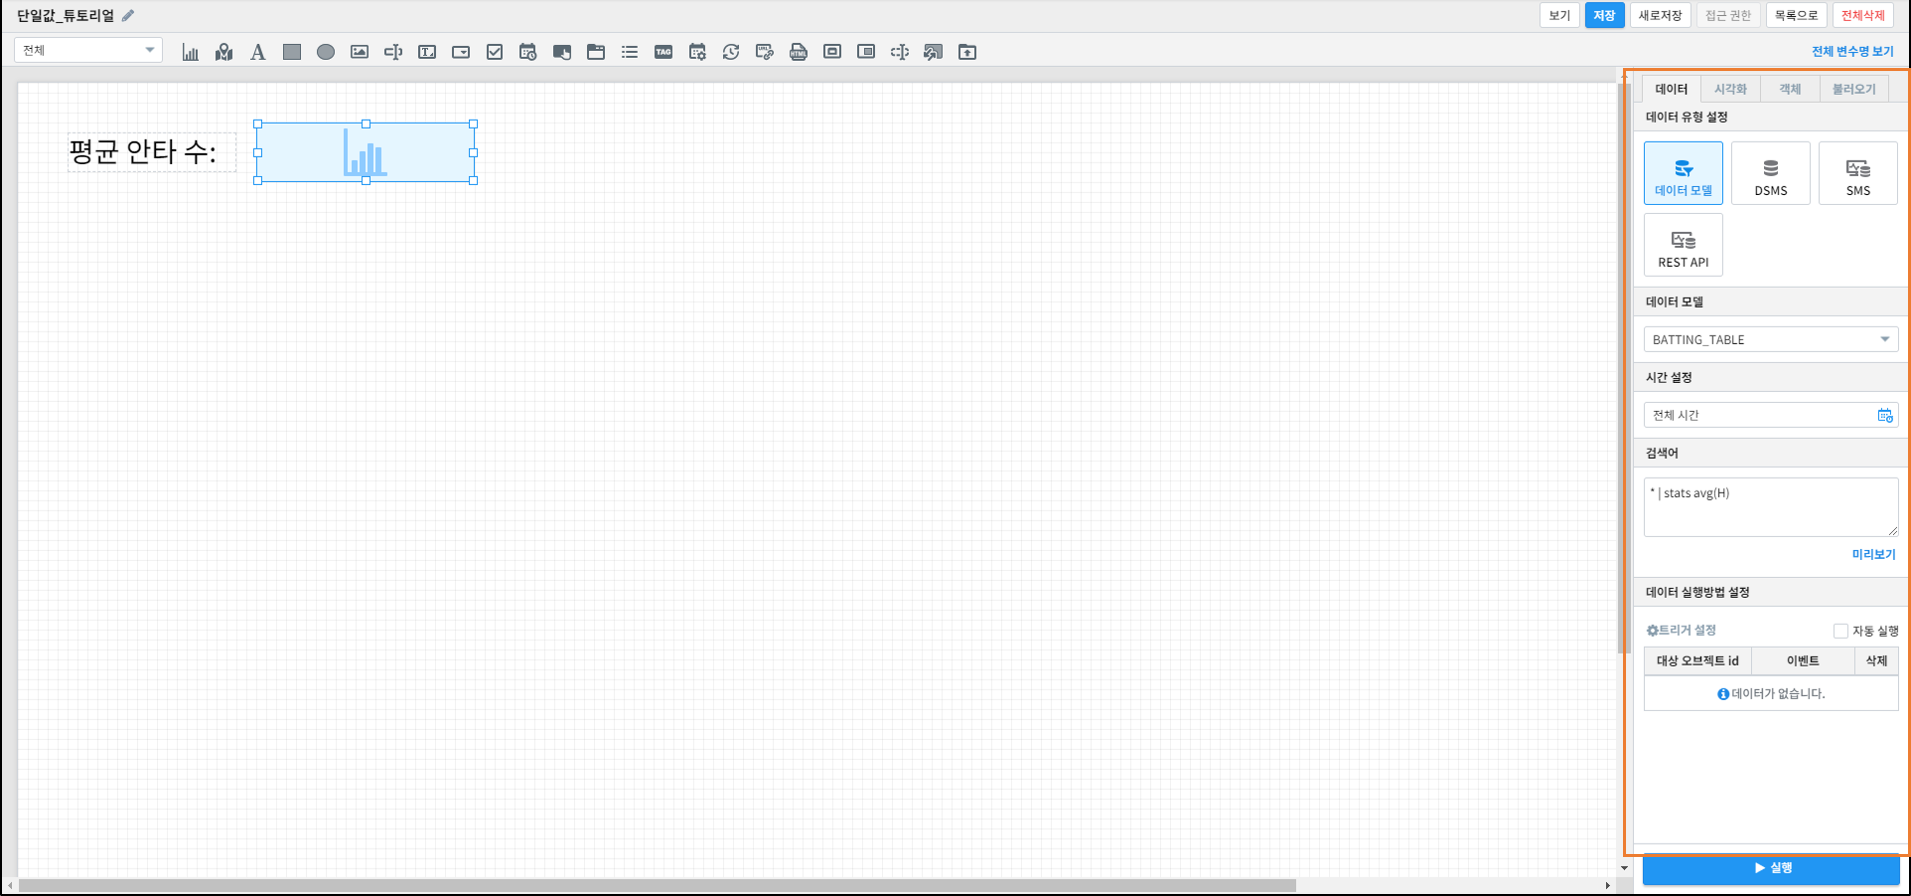 단일값_튜토리얼
보기 저장 새로저장 접근 권한 목록으로 전체삭제
전체
A T TAG URL HTML
전체 변수명 보기
평균 안타 수:
데이터 시각화 객체 불러오기
데이터 유형 설정
데이터 모델 DSMS SMS
REST API
데이터 모델
BATTING_TABLE
시간 설정
전체 시간
검색어
* | stats avg(H)
미리보기
데이터 실행방법 설정
트리거 설정 자동 실행
대상 오브젝트 id 이벤트 삭제
데이터가 없습니다.
실행